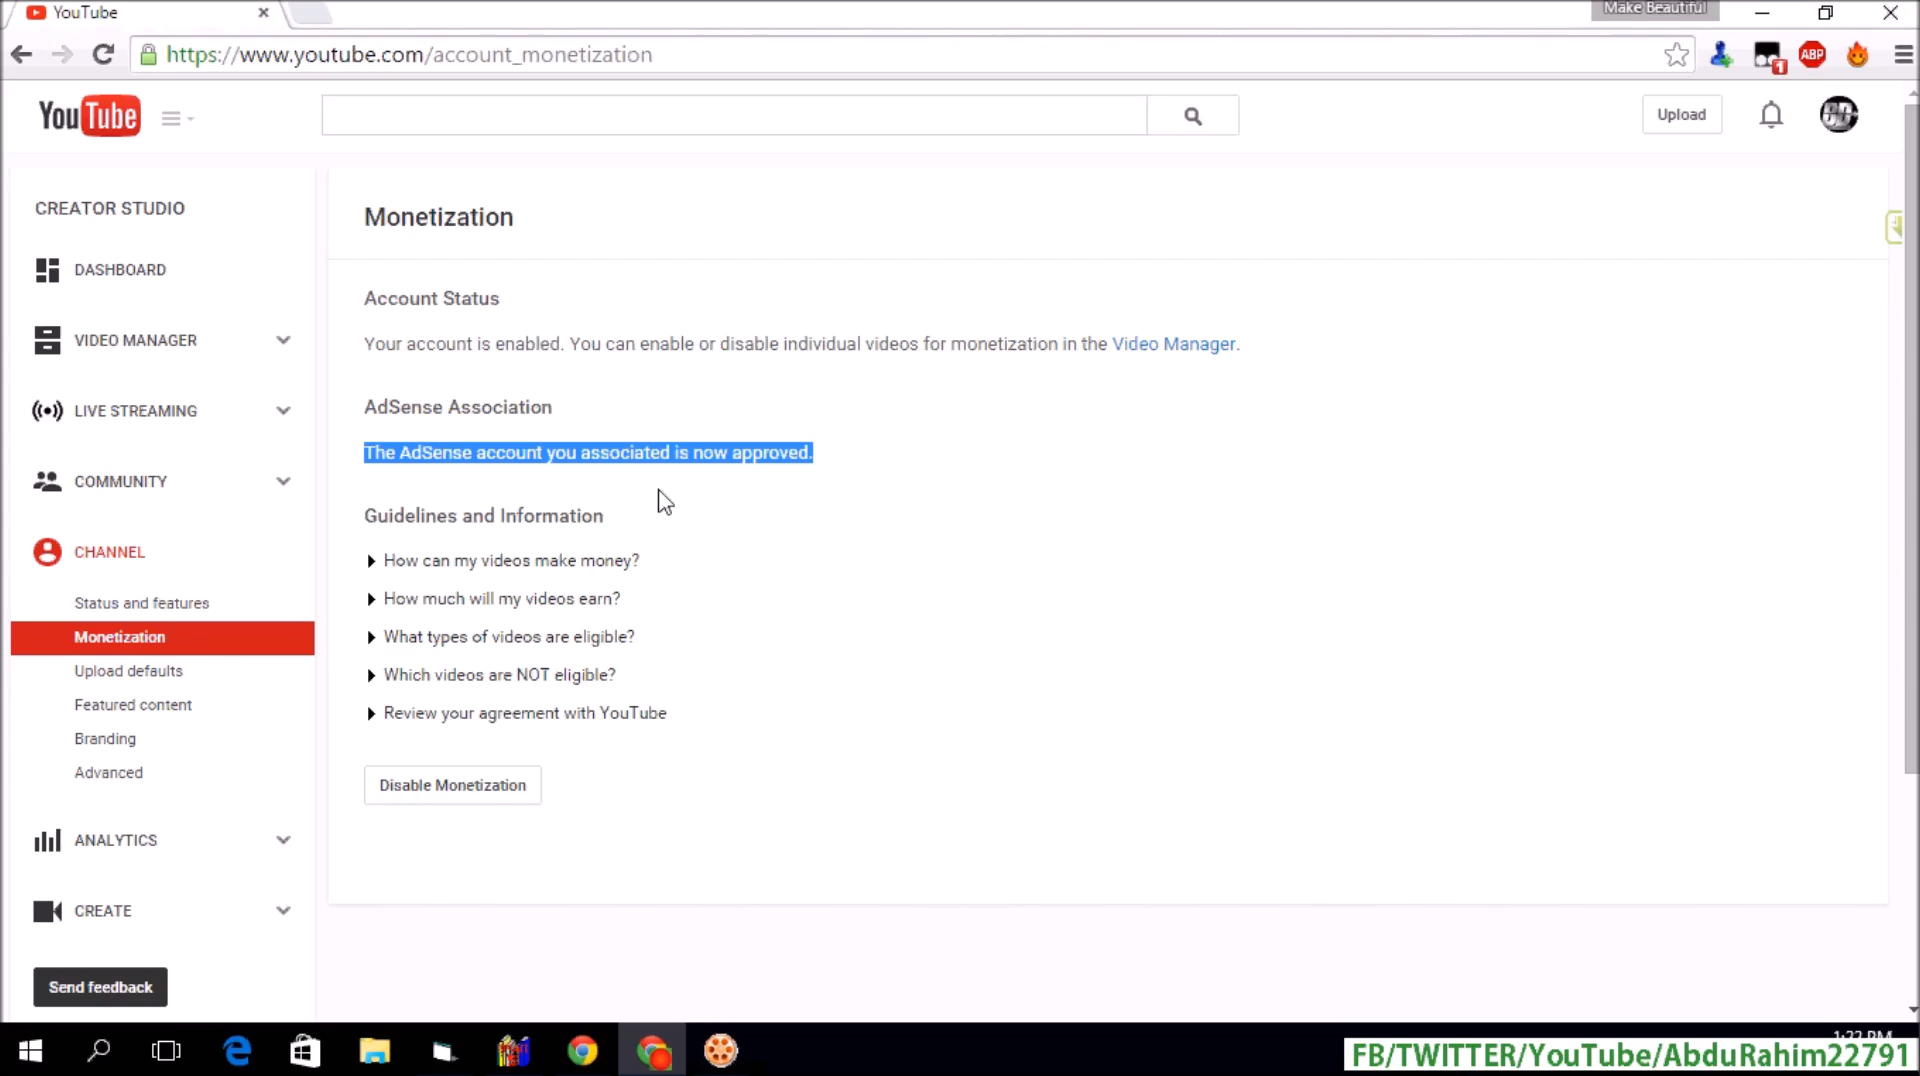 YouTube
Make Beautiful
https://www.youtube.com/account_monetization
ABP
1
YouTube
Upload
CREATOR STUDIO
DASHBOARD
VIDEO MANAGER
LIVE STREAMING
COMMUNITY
CHANNEL
Status and features
Monetization
Upload defaults
Featured content
Branding
Advanced
ANALYTICS
CREATE
Send feedback
Monetization
Account Status
Your account is enabled. You can enable or disable individual videos for monetization in the Video Manager.
AdSense Association
The AdSense account you associated is now approved.
Guidelines and Information
How can my videos make money?
How much will my videos earn?
What types of videos are eligible?
Which videos are NOT eligible?
Review your agreement with YouTube
Disable Monetization
1:22 PM
FB/TWITTER/YouTube/AbduRahim22791